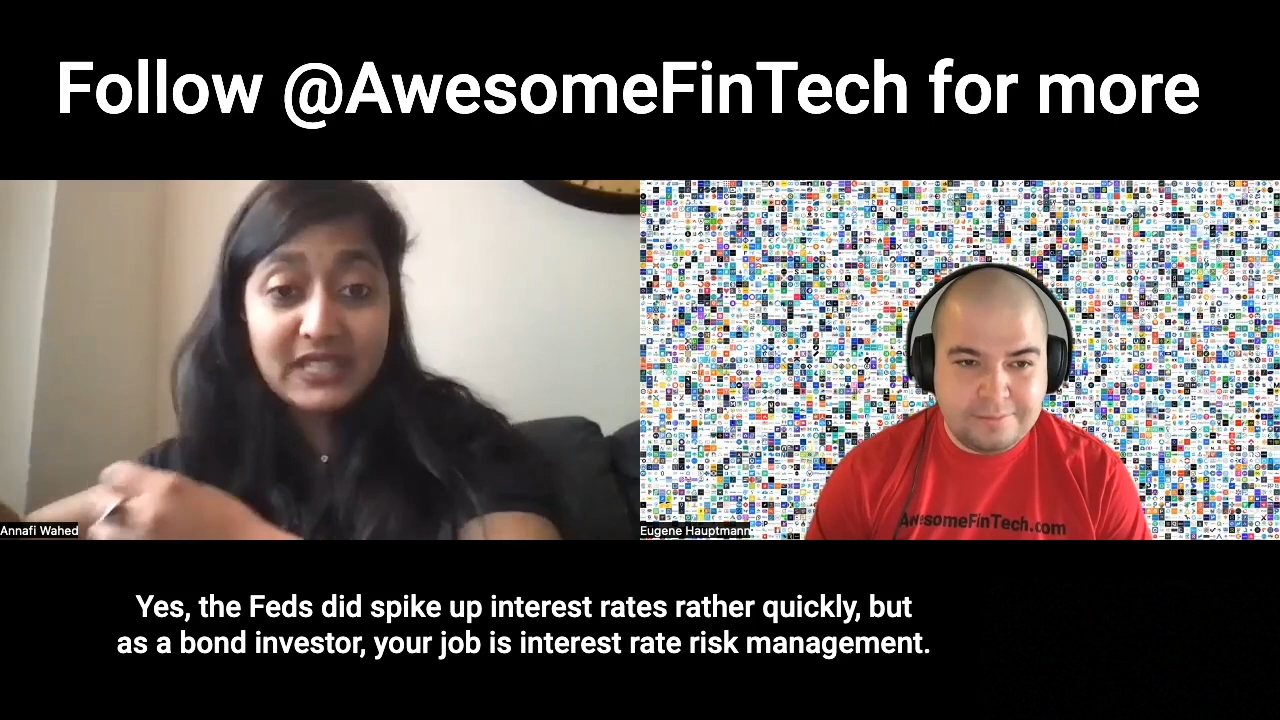 Follow @AwesomeFinTech for more
AwesomeFinTech.com
Annafi Wahed
Eugene Hauptmann
Yes, the Feds did spike up interest rates rather quickly, but
as a bond investor, your job is interest rate risk management.